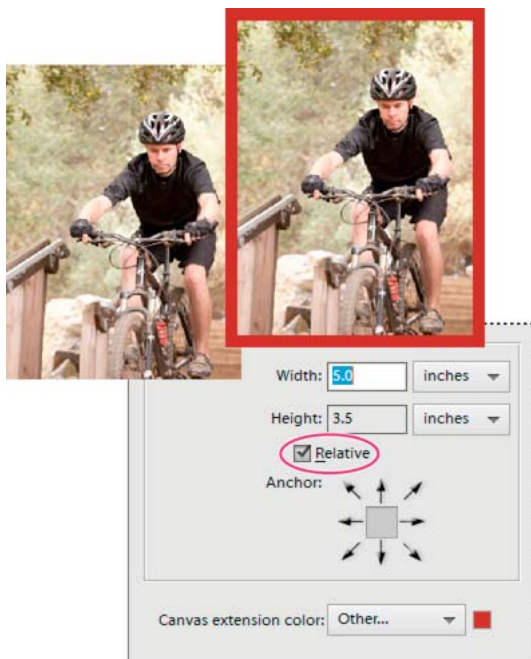 Width: 5.0 inches
Height: 3.5 inches
Relative
Anchor:
Canvas extension color: Other...